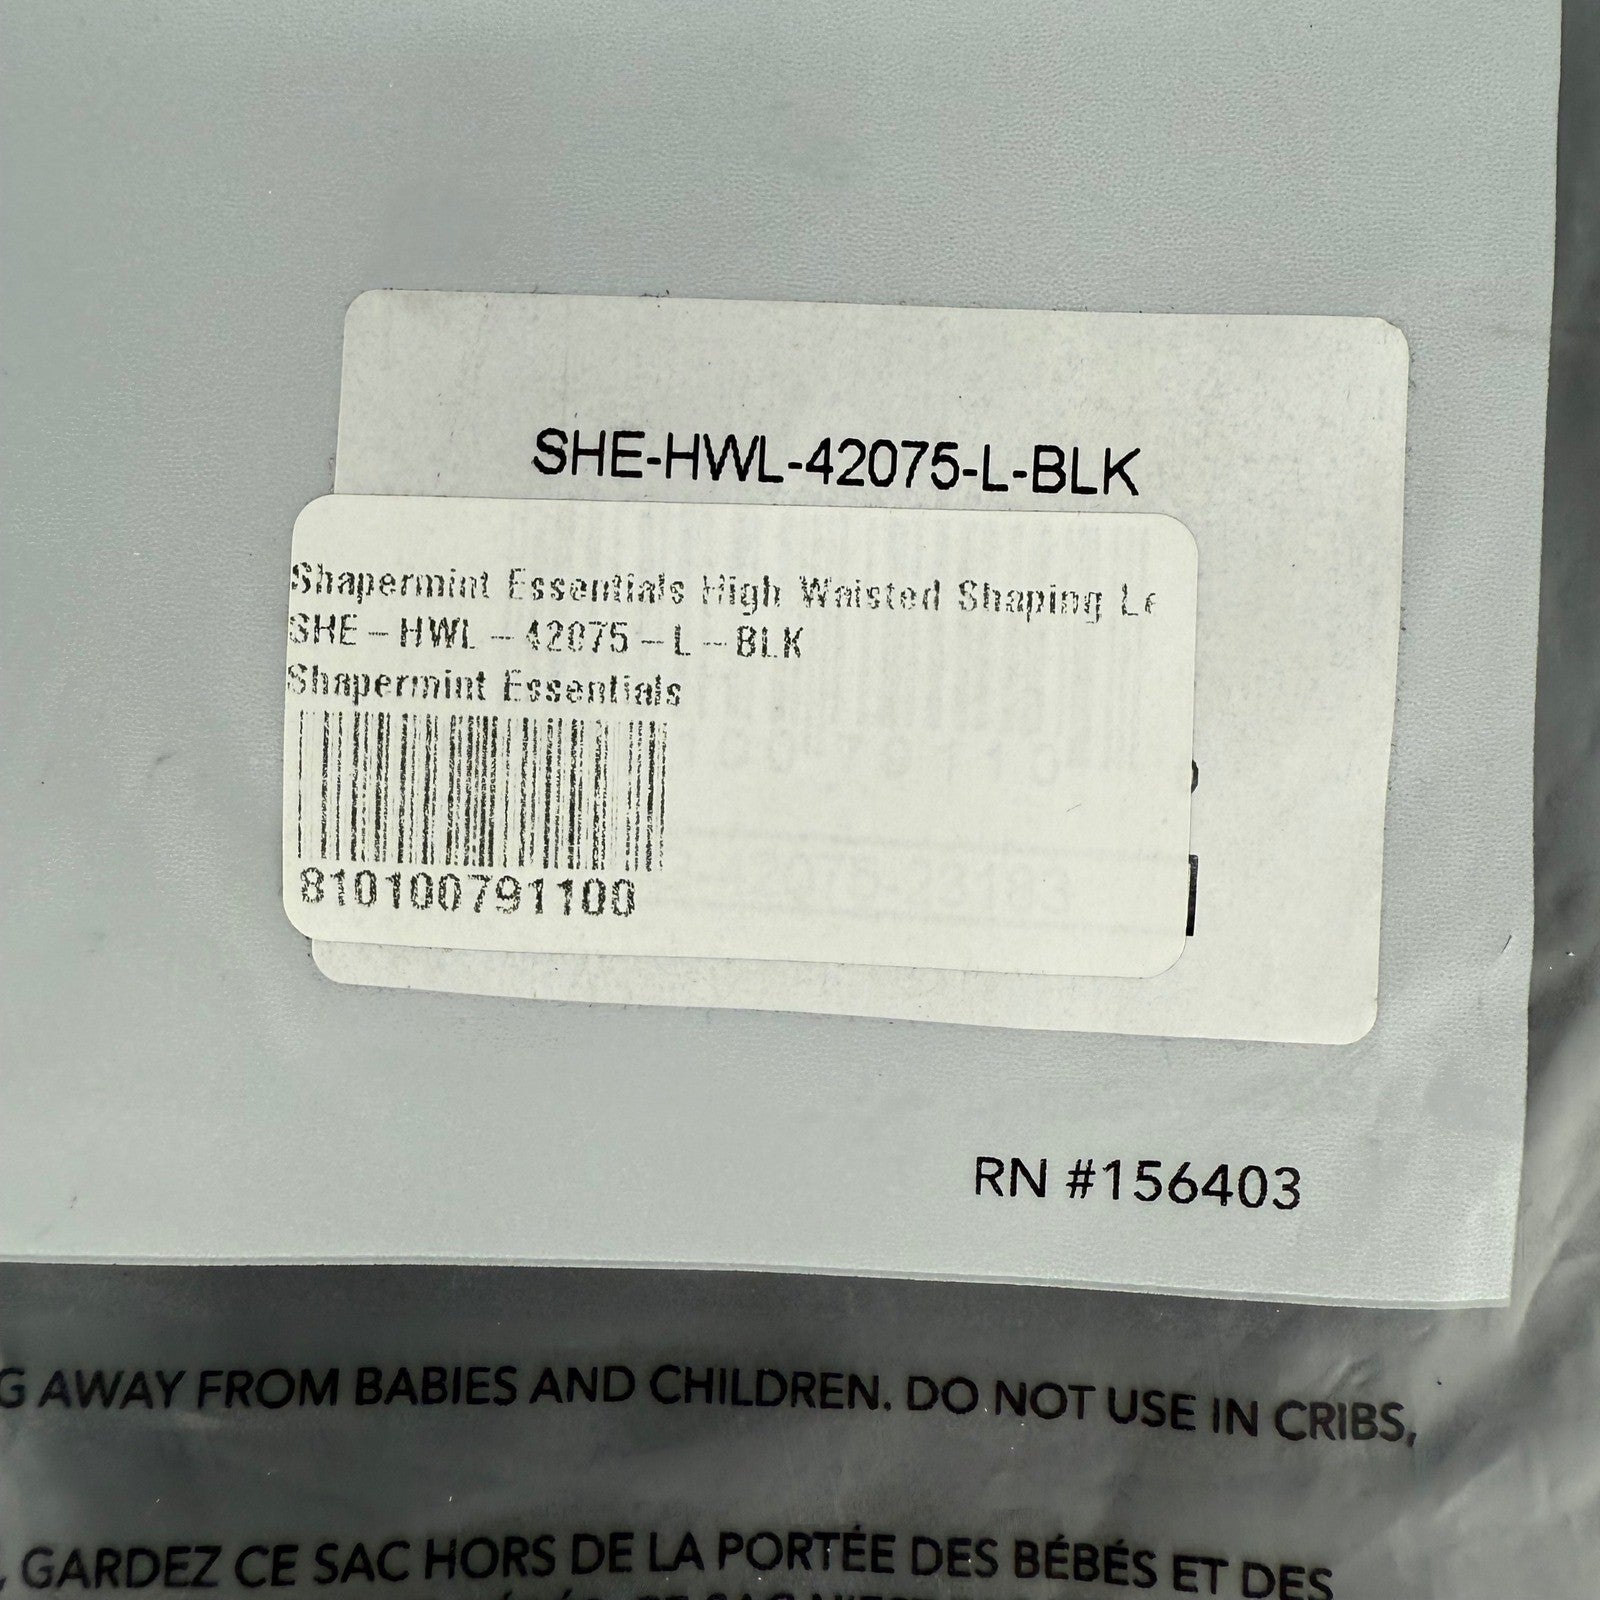 SHE-HWL-42075-L-BLK
Shapermint Essentials High Waisted Shaping Le
SHE-HWL-42075-L-BLK
Shapermint Essentials
810100791100
RN #156403
G AWAY FROM BABIES AND CHILDREN. DO NOT USE IN CRIBS,
, GARDEZ CE SAC HORS DE LA PORTÉE DES BÉBÉS ET DES